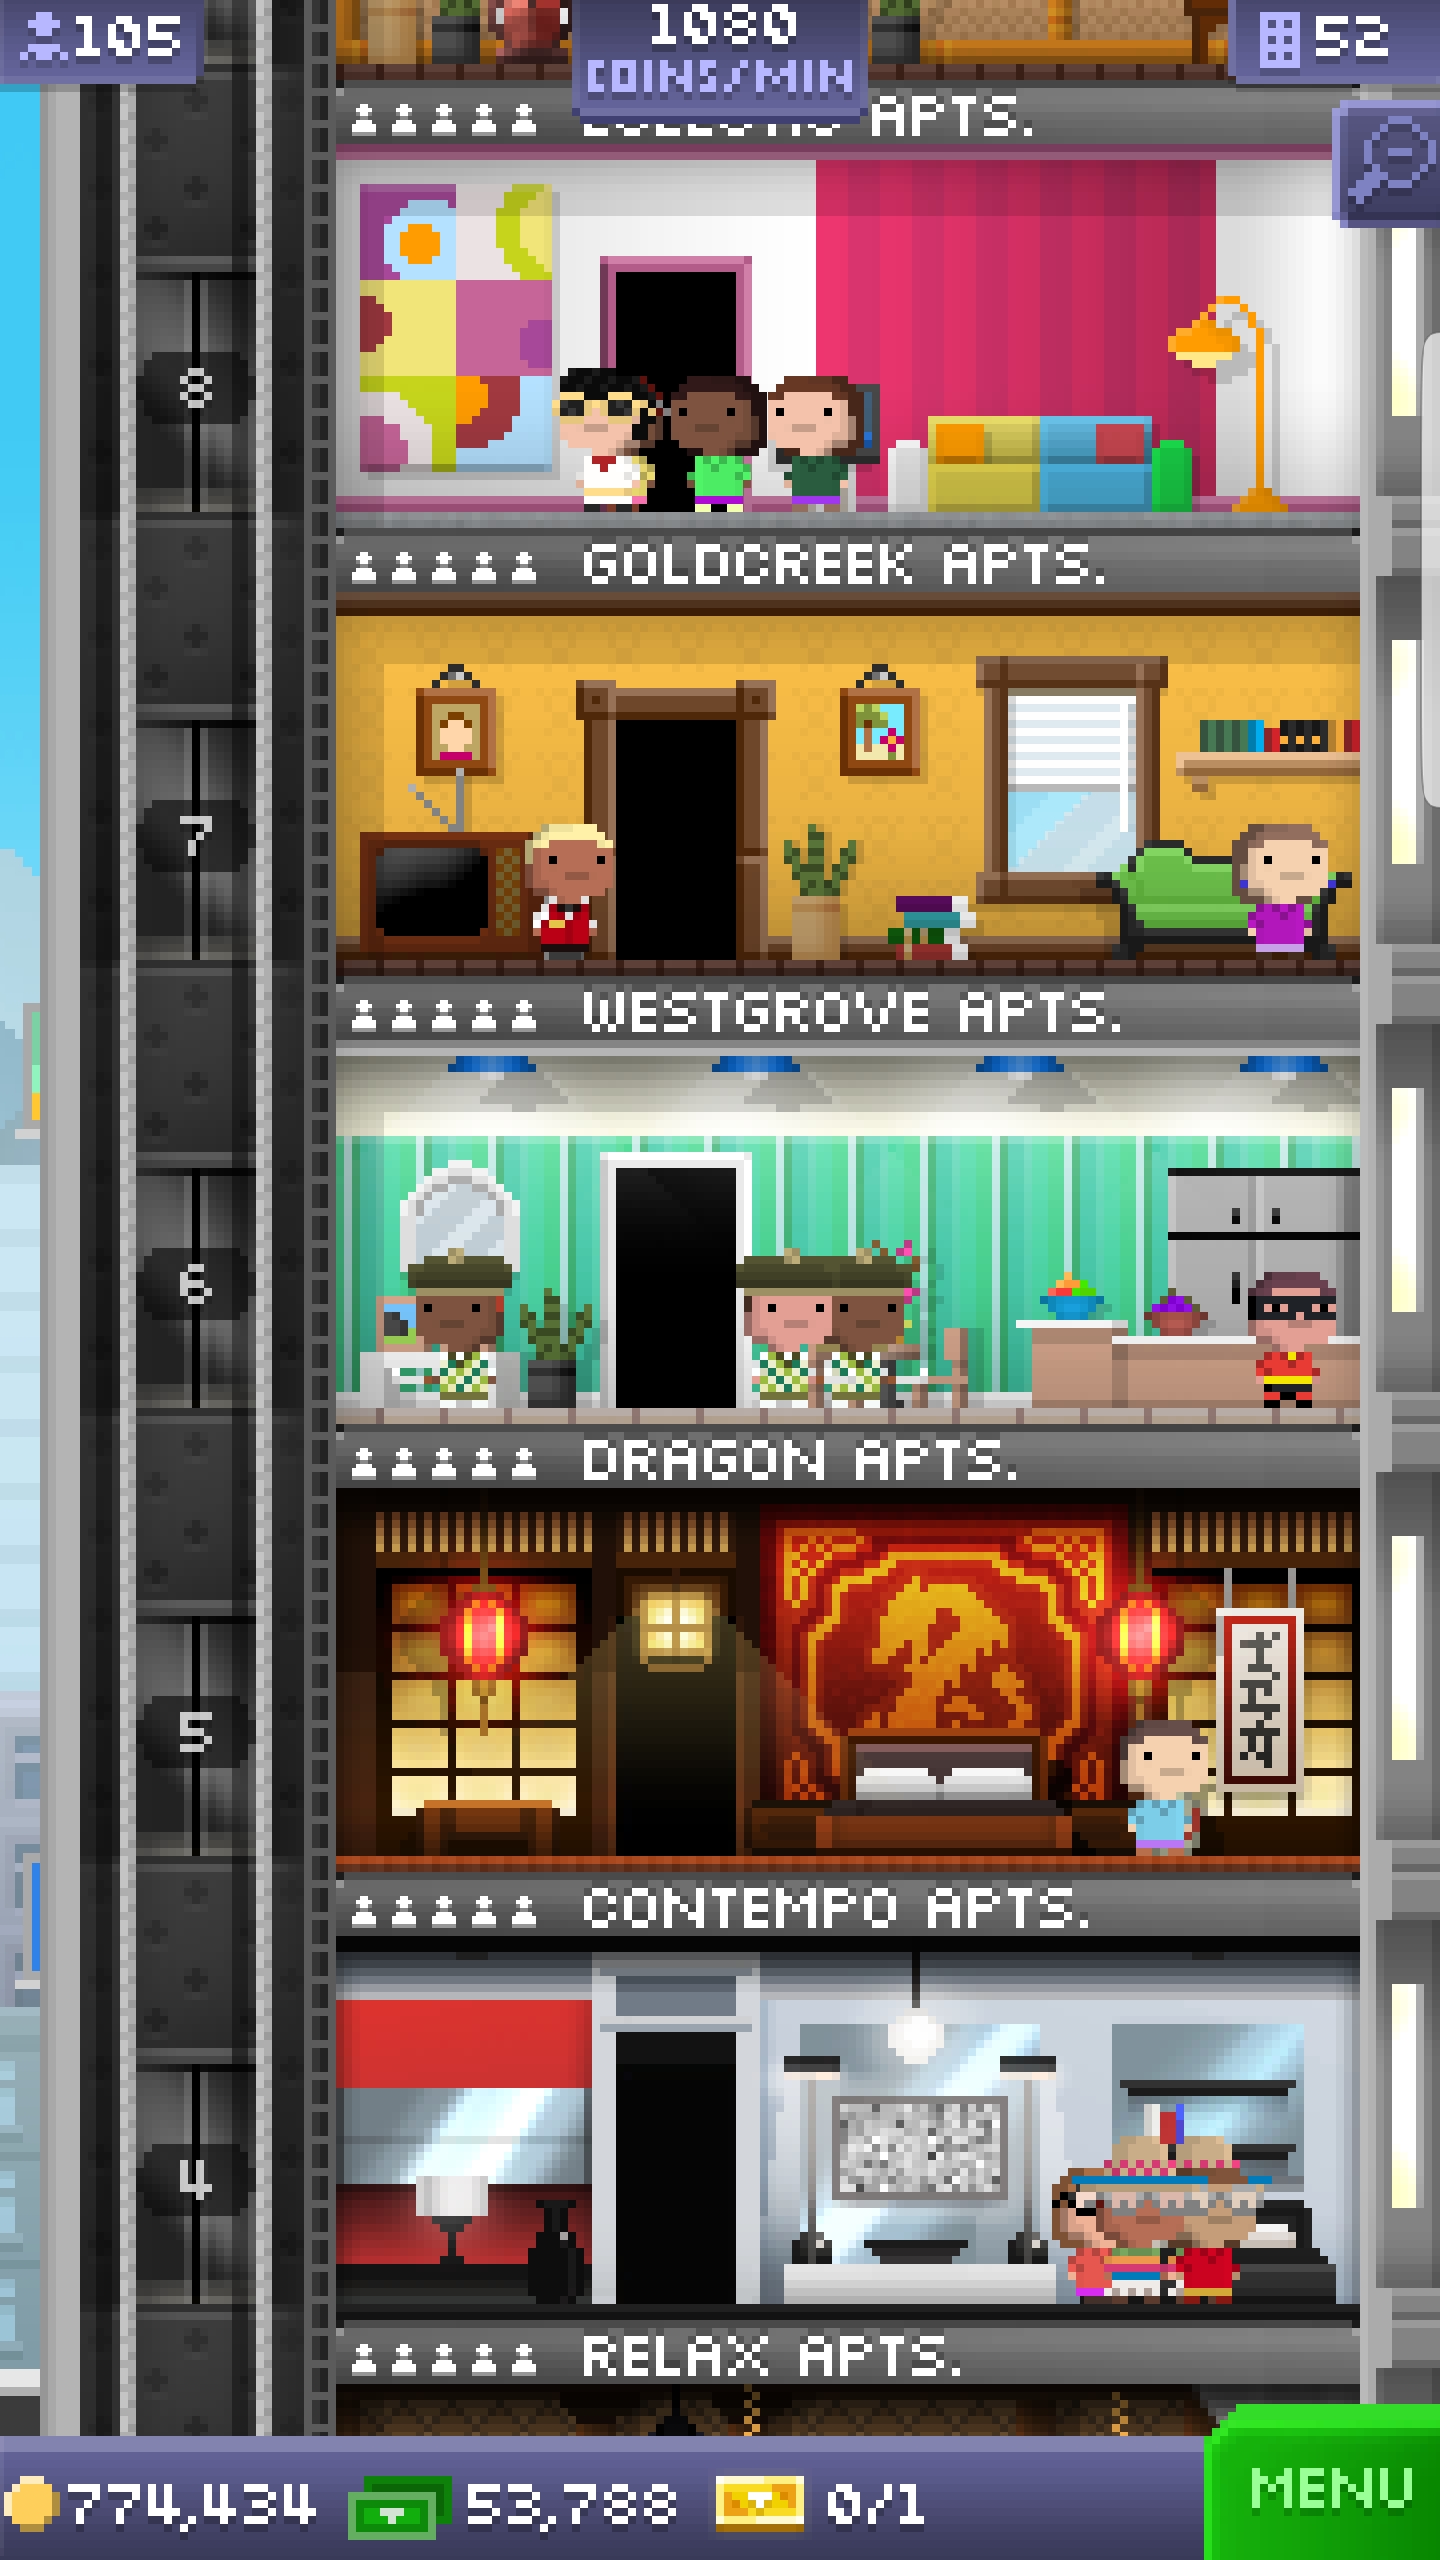 105
1080
COINS/MIN
52
APTS.
8
GOLDCREEK APTS.
7
WESTGROVE APTS.
6
DRAGON APTS.
5
CONTEMPO APTS.
4
RELAX APTS.
774,434
53,788
0/1
MENU